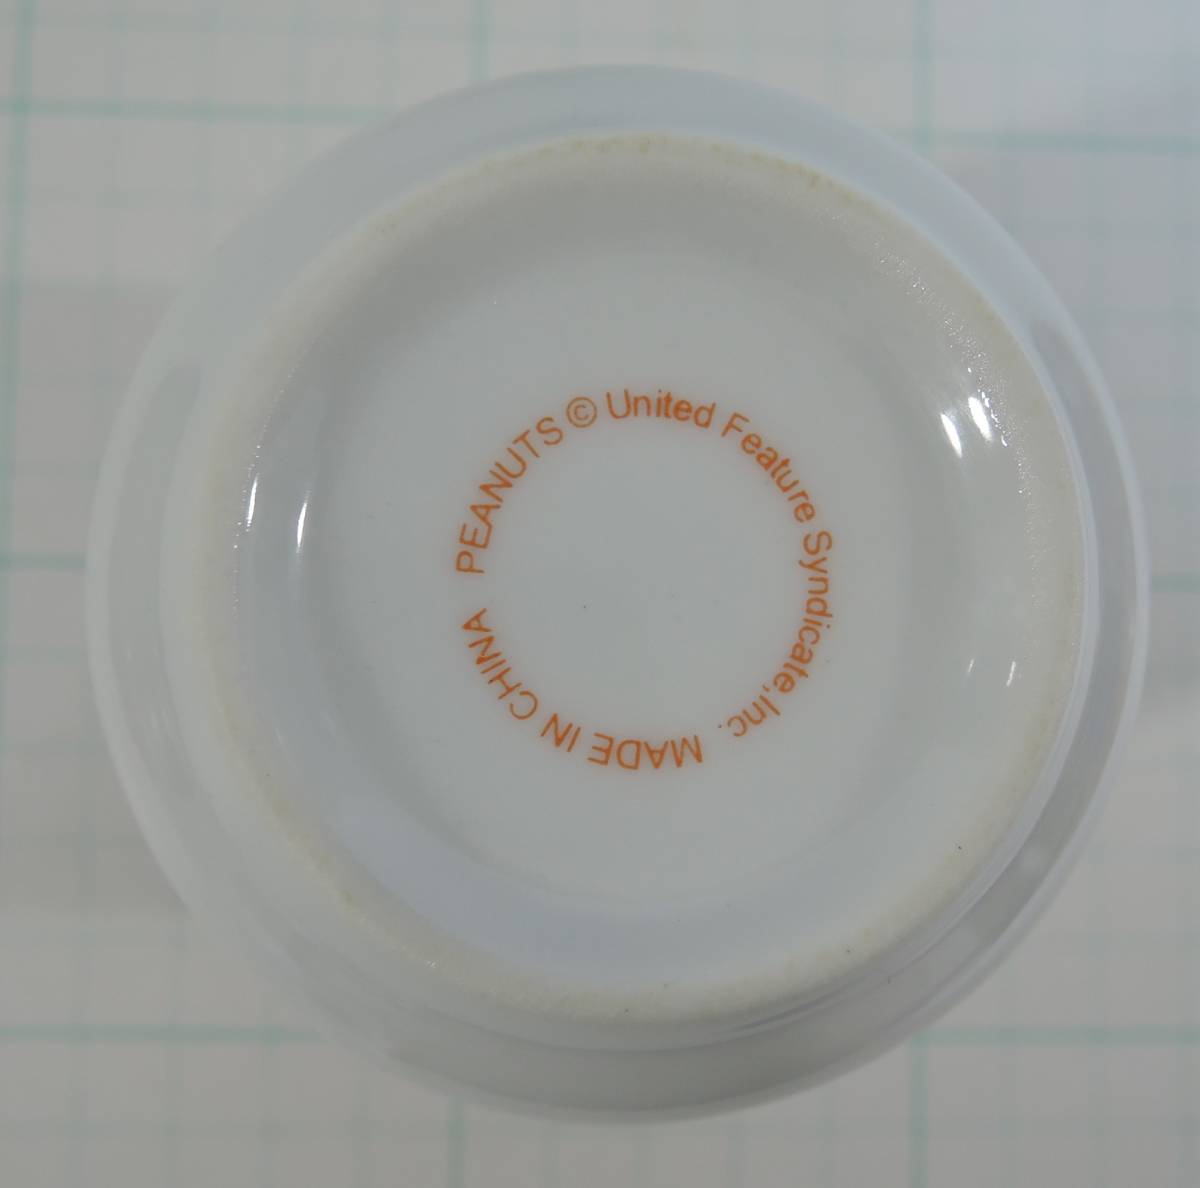 PEANUTS © United Feature Syndicate,Inc.
MADE IN CHINA